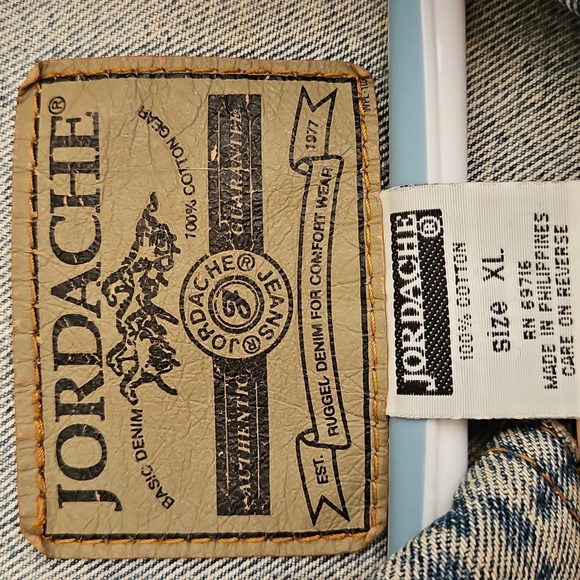 JORDACHE®
BASIC DENIM
100% COTTON GEAR
AUTHENTIC
GUARANTEE
JORDACHE® JEANS®
EST. RUGGED DENIM FOR COMFORT WEAR 1977
JORDACHE®
100% COTTON
Size XL
RN 69716
MADE IN PHILIPPINES
CARE ON REVERSE